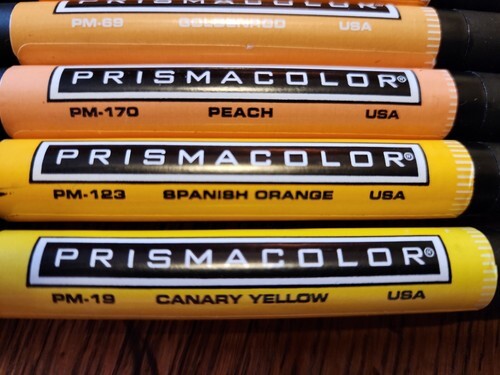 PM-69 GOLDENROD USA
PRISMACOLOR®
PM-170 PEACH USA
PRISMACOLOR®
PM-123 SPANISH ORANGE USA
PRISMACOLOR®
PM-19 CANARY YELLOW USA